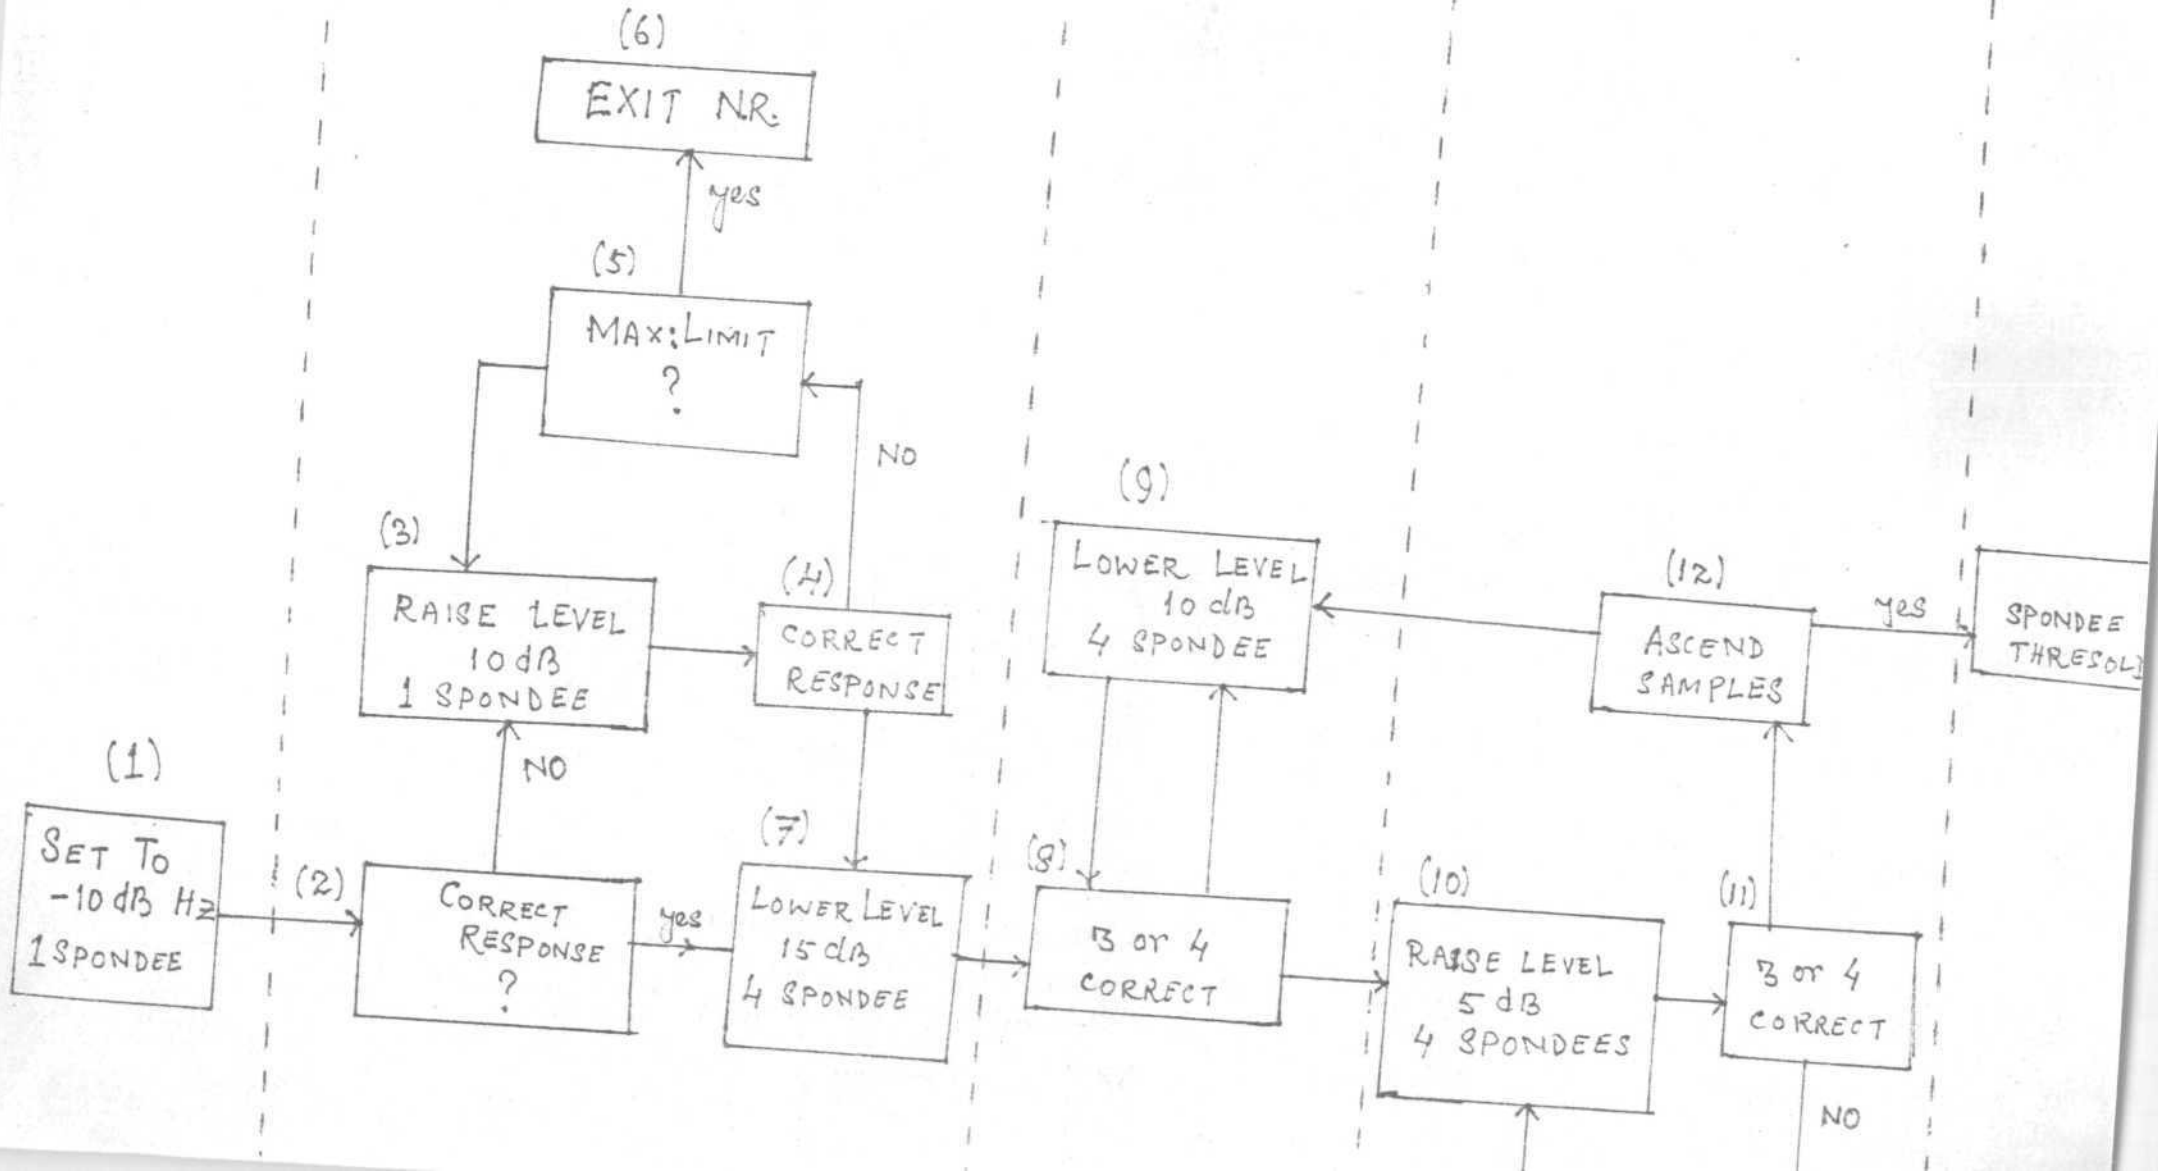 (6)
EXIT NR.
yes
(5)
MAX:LIMIT
?
NO
(3)
RAISE LEVEL
10 dB
1 SPONDEE
(4)
CORRECT
RESPONSE
NO
(1)
SET TO
-10 dB Hz
1 SPONDEE
(2)
CORRECT
RESPONSE
?
yes
(7)
LOWER LEVEL
15 dB
4 SPONDEE
(9)
LOWER LEVEL
10 dB
4 SPONDEE
(8)
3 or 4
CORRECT
(10)
RAISE LEVEL
5 dB
4 SPONDEES
(11)
3 or 4
CORRECT
NO
(12)
ASCEND
SAMPLES
yes
SPONDEE
THRESOLD